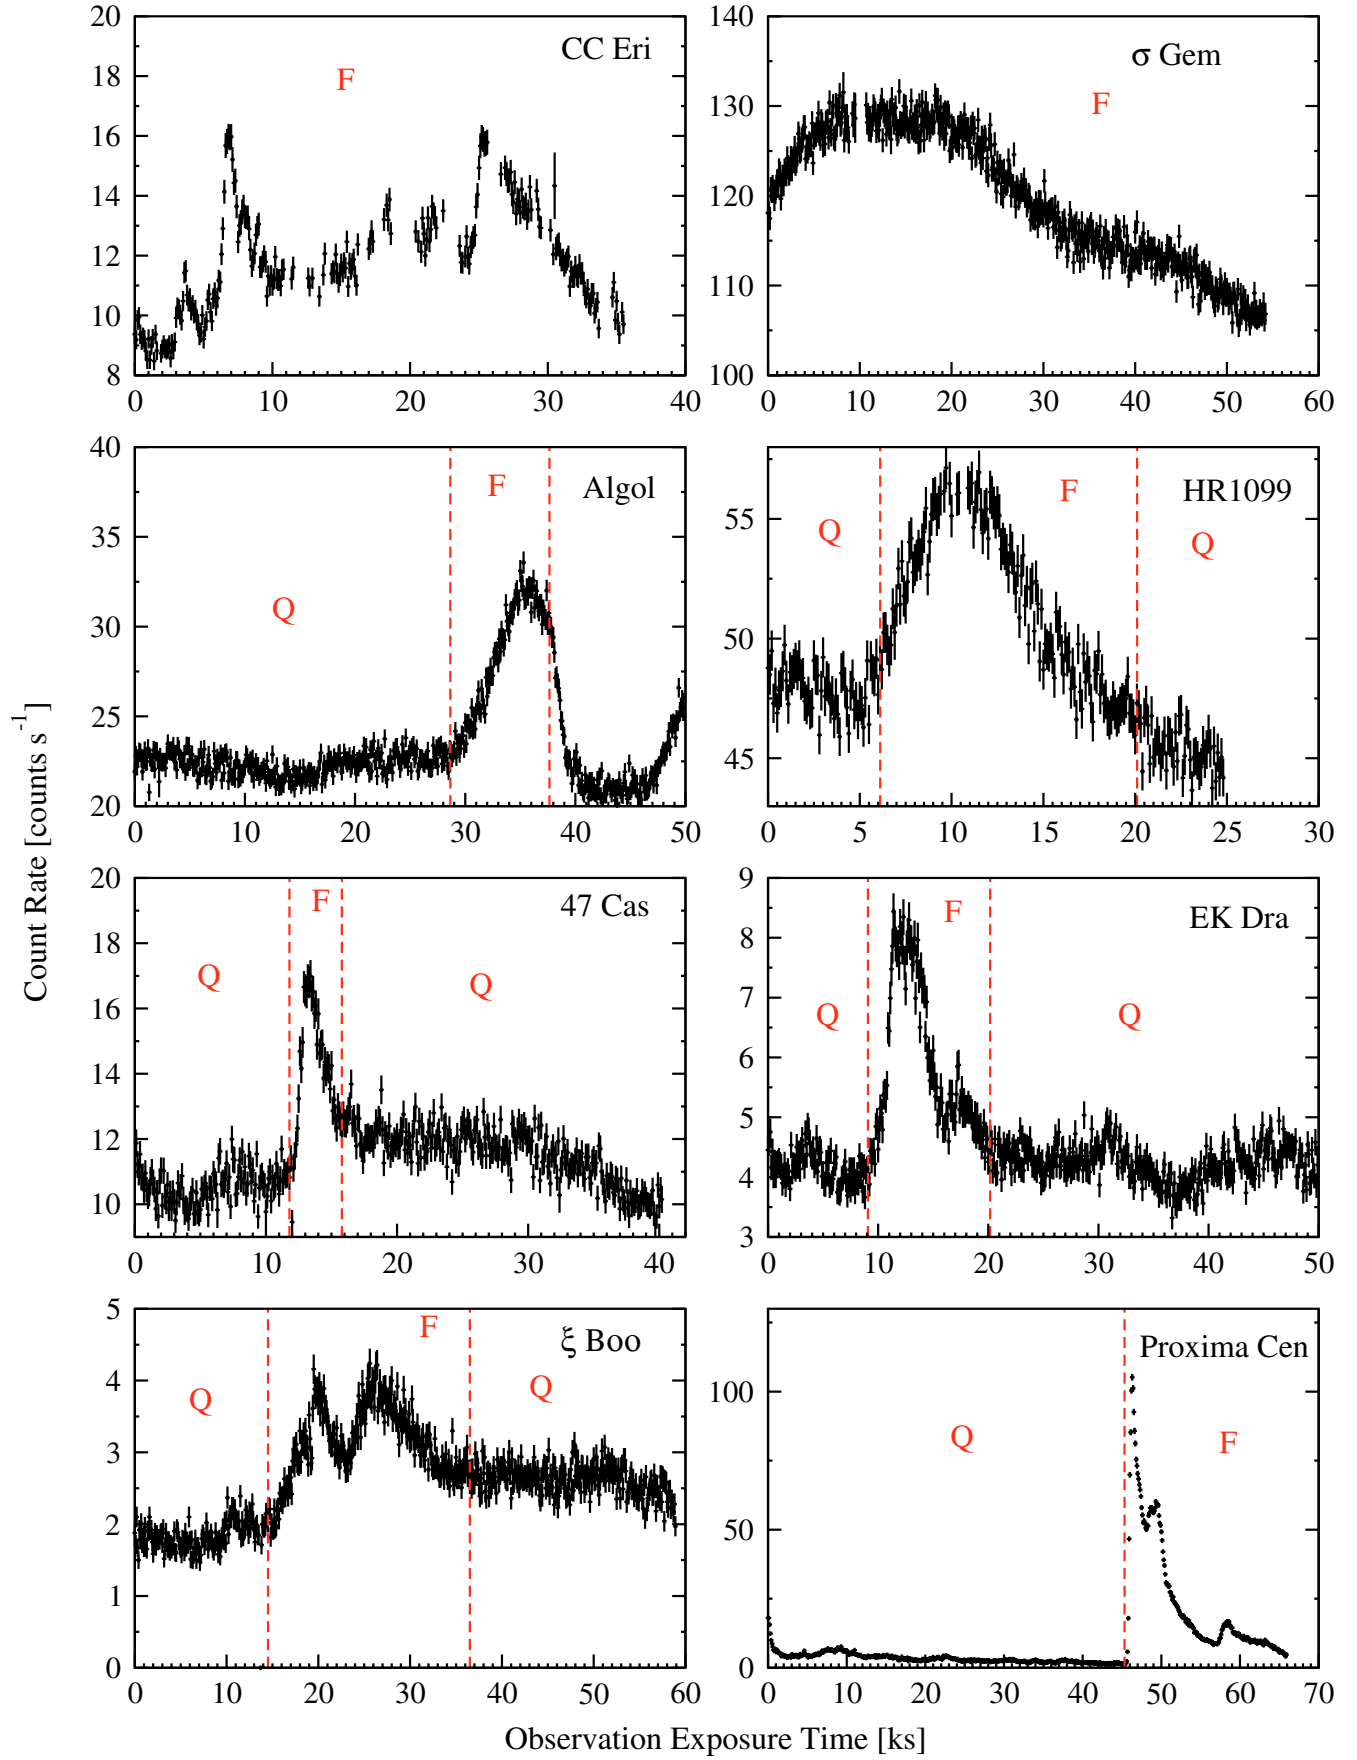 CC Eri
F
20
18
16
14
12
10
8
0 10 20 30 40
σ Gem
F
140
130
120
110
100
0 10 20 30 40 50 60
Algol
Q F
40
35
30
25
20
0 10 20 30 40 50
HR1099
Q F Q
55
50
45
0 5 10 15 20 25 30
47 Cas
Q F Q
20
18
16
14
12
10
0 10 20 30 40
EK Dra
Q F Q
9
8
7
6
5
4
3
0 10 20 30 40 50
ξ Boo
Q F Q
5
4
3
2
1
0
0 10 20 30 40 50 60
Proxima Cen
Q F
100
50
0
0 10 20 30 40 50 60 70
Count Rate [counts s⁻¹]
Observation Exposure Time [ks]